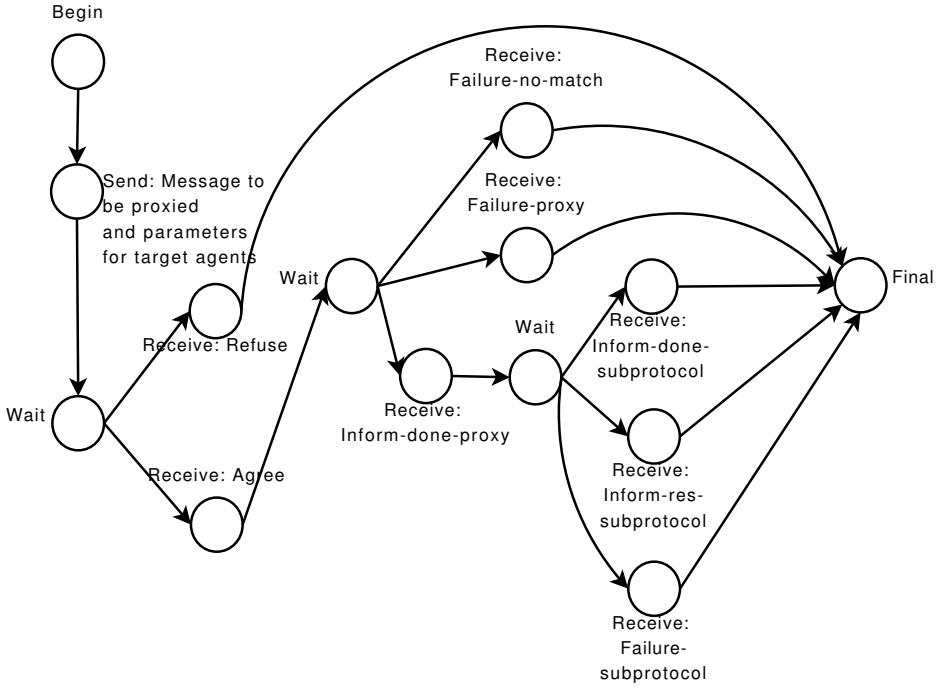 Begin
Send: Message to
be proxied
and parameters
for target agents
Wait
Receive: Refuse
Receive: Agree
Wait
Receive:
Failure-no-match
Receive:
Failure-proxy
Receive:
Inform-done-proxy
Wait
Receive:
Inform-done-
subprotocol
Receive:
Inform-res-
subprotocol
Receive:
Failure-
subprotocol
Final